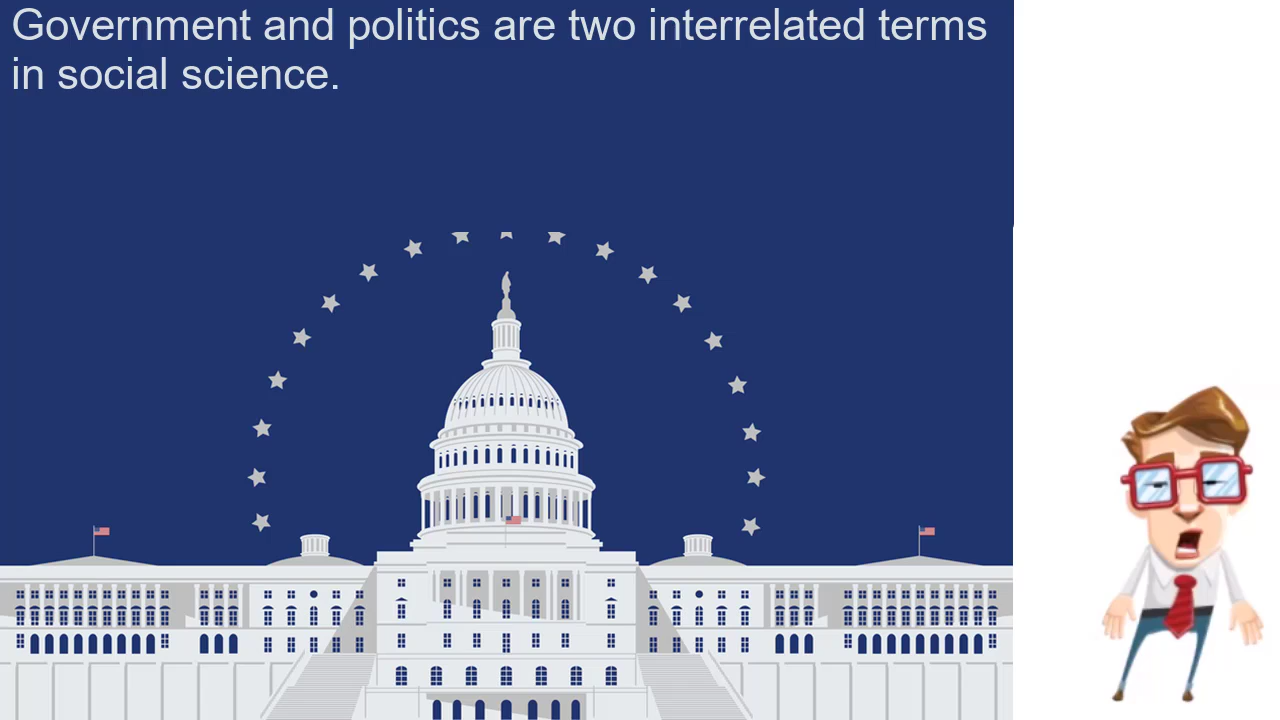 Government and politics are two interrelated terms
in social science.